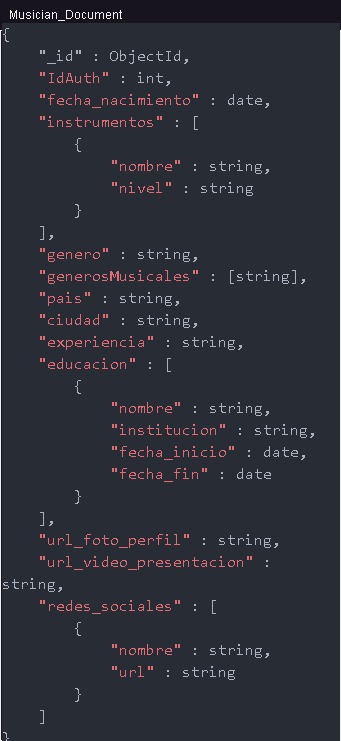 Musician_Document
{
"_id" : ObjectId,
"IdAuth" : int,
"fecha_nacimiento" : date,
"instrumentos" : [
{
"nombre" : string,
"nivel" : string
}
],
"genero" : string,
"generosMusicales" : [string],
"pais" : string,
"ciudad" : string,
"experiencia" : string,
"educacion" : [
{
"nombre" : string,
"institucion" : string,
"fecha_inicio" : date,
"fecha_fin" : date
}
],
"url_foto_perfil" : string,
"url_video_presentacion" :
string,
"redes_sociales" : [
{
"nombre" : string,
"url" : string
}
]
}